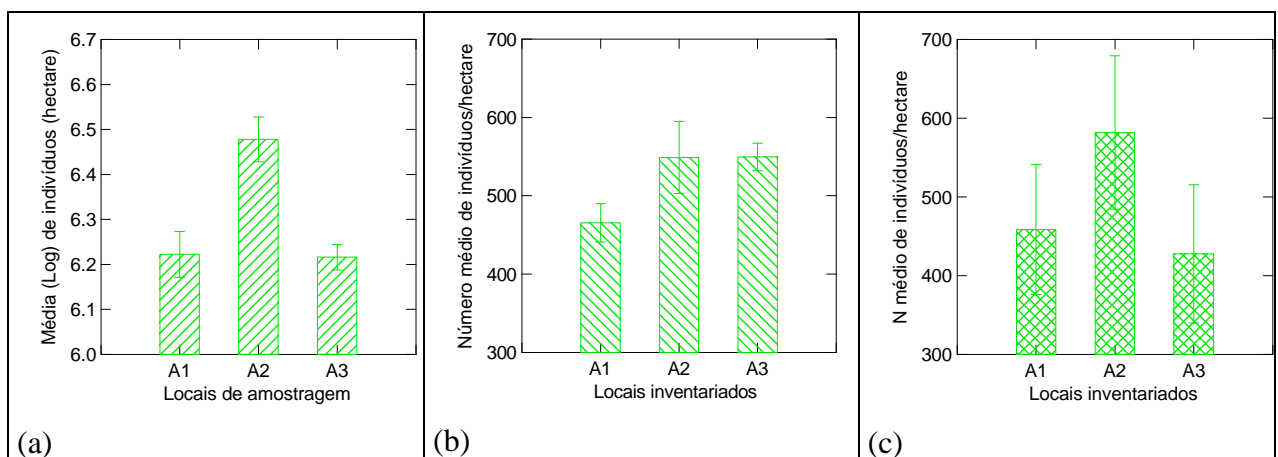 Média (Log) de indivíduos (hectare)
6.7
6.6
6.5
6.4
6.3
6.2
6.1
6.0
A1 A2 A3
Locais de amostragem
(a)
Número médio de indivíduos/hectare
700
600
500
400
300
A1 A2 A3
Locais inventariados
(b)
N médio de indivíduos/hectare
700
600
500
400
300
A1 A2 A3
Locais inventariados
(c)